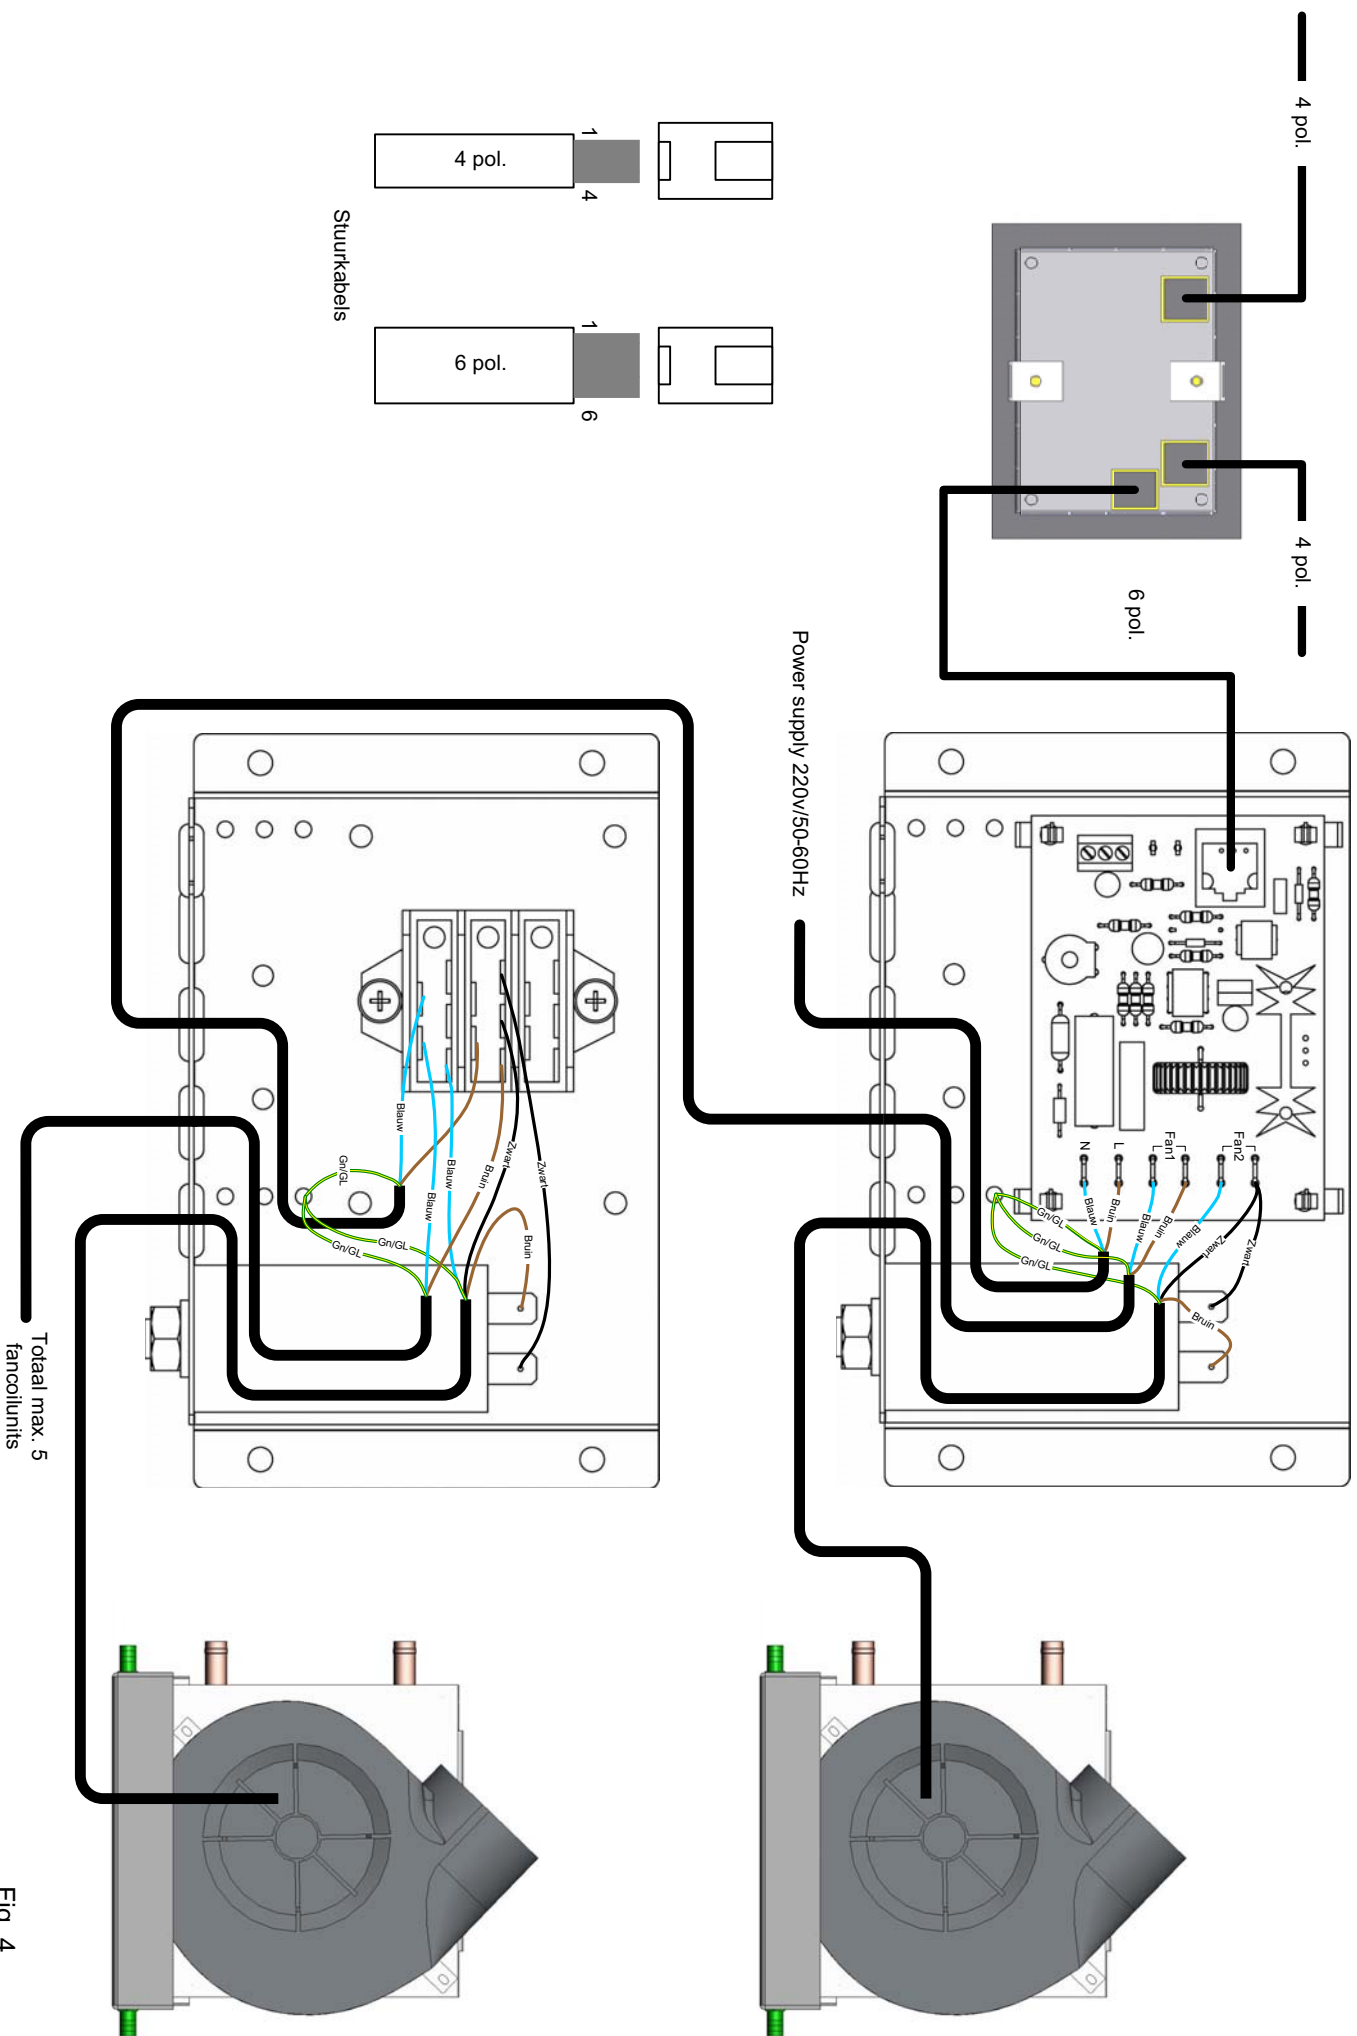 4 pol.
4 pol.
6 pol.
1
4 pol.
4
1
6 pol.
6
Stuurkabels
Power supply 220v/50-60Hz
N
L
Fan1
Fan2
Blauw
Bruin
Blauw
Bruin
Blauw
Zwart
Zwart
Gn/GL
Gn/GL
Gn/GL
Bruin
Blauw
Blauw
Blauw
Bruin
Zwart
Zwart
Gn/GL
Gn/GL
Gn/GL
Bruin
Totaal max. 5
fancoilunits
Fig. 4